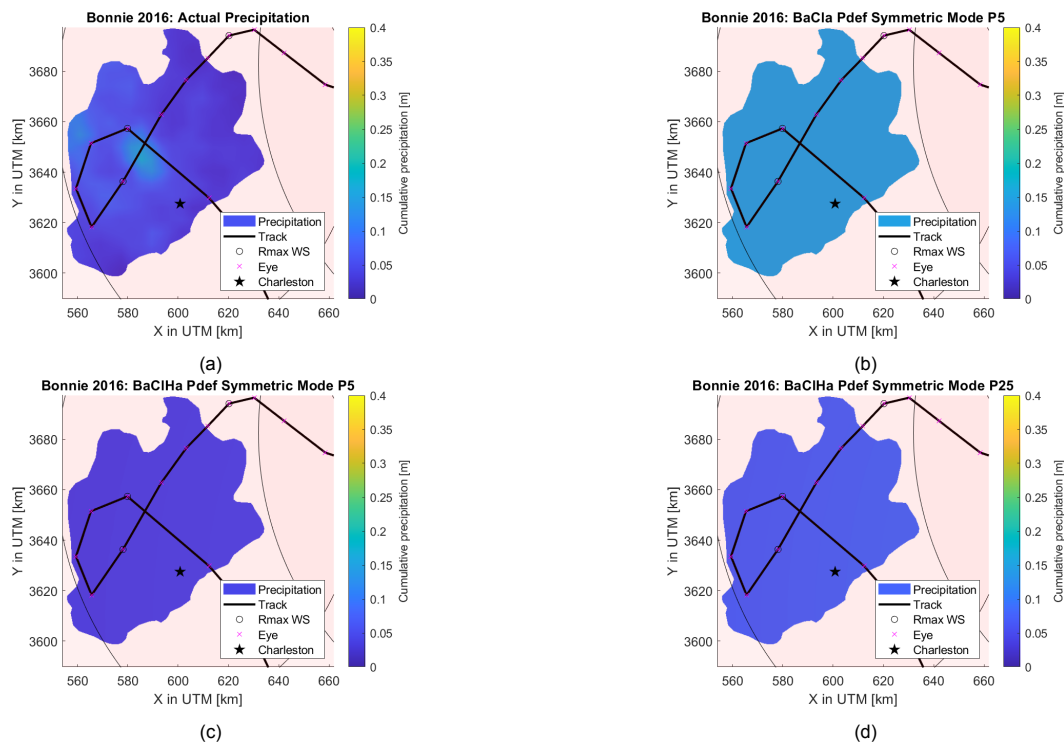 Bonnie 2016: Actual Precipitation
3680
3660
3640
3620
3600
Y in UTM [km]
560 580 600 620 640 660
X in UTM [km]
Precipitation
Track
Rmax WS
Eye
Charleston
0.4
0.35
0.3
0.25
0.2
0.15
0.1
0.05
0
Cumulative precipitation [m]
(a)
Bonnie 2016: BaCla Pdef Symmetric Mode P5
3680
3660
3640
3620
3600
Y in UTM [km]
560 580 600 620 640 660
X in UTM [km]
Precipitation
Track
Rmax WS
Eye
Charleston
0.4
0.35
0.3
0.25
0.2
0.15
0.1
0.05
0
Cumulative precipitation [m]
(b)
Bonnie 2016: BaClHa Pdef Symmetric Mode P5
3680
3660
3640
3620
3600
Y in UTM [km]
560 580 600 620 640 660
X in UTM [km]
Precipitation
Track
Rmax WS
Eye
Charleston
0.4
0.35
0.3
0.25
0.2
0.15
0.1
0.05
0
Cumulative precipitation [m]
(c)
Bonnie 2016: BaClHa Pdef Symmetric Mode P25
3680
3660
3640
3620
3600
Y in UTM [km]
560 580 600 620 640 660
X in UTM [km]
Precipitation
Track
Rmax WS
Eye
Charleston
0.4
0.35
0.3
0.25
0.2
0.15
0.1
0.05
0
Cumulative precipitation [m]
(d)